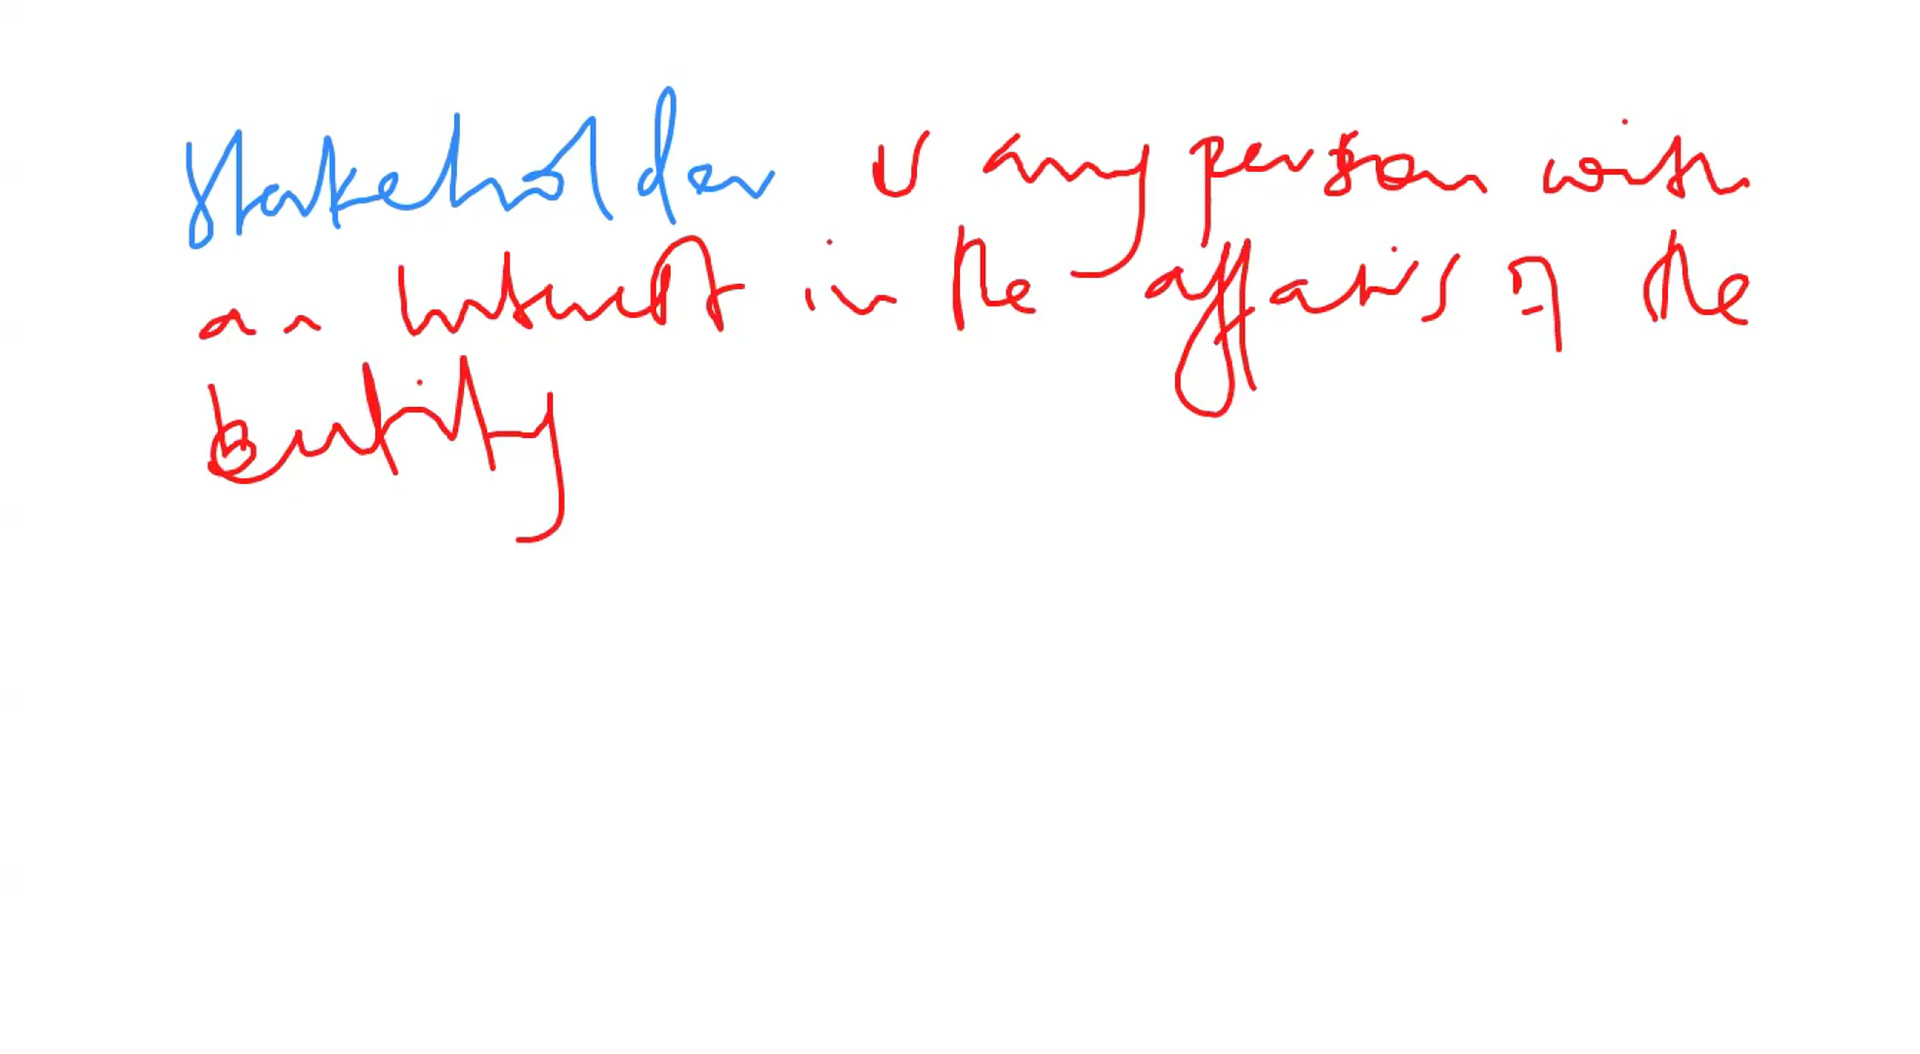 Stakeholder is any person with
an interest in the affairs of the
Entity